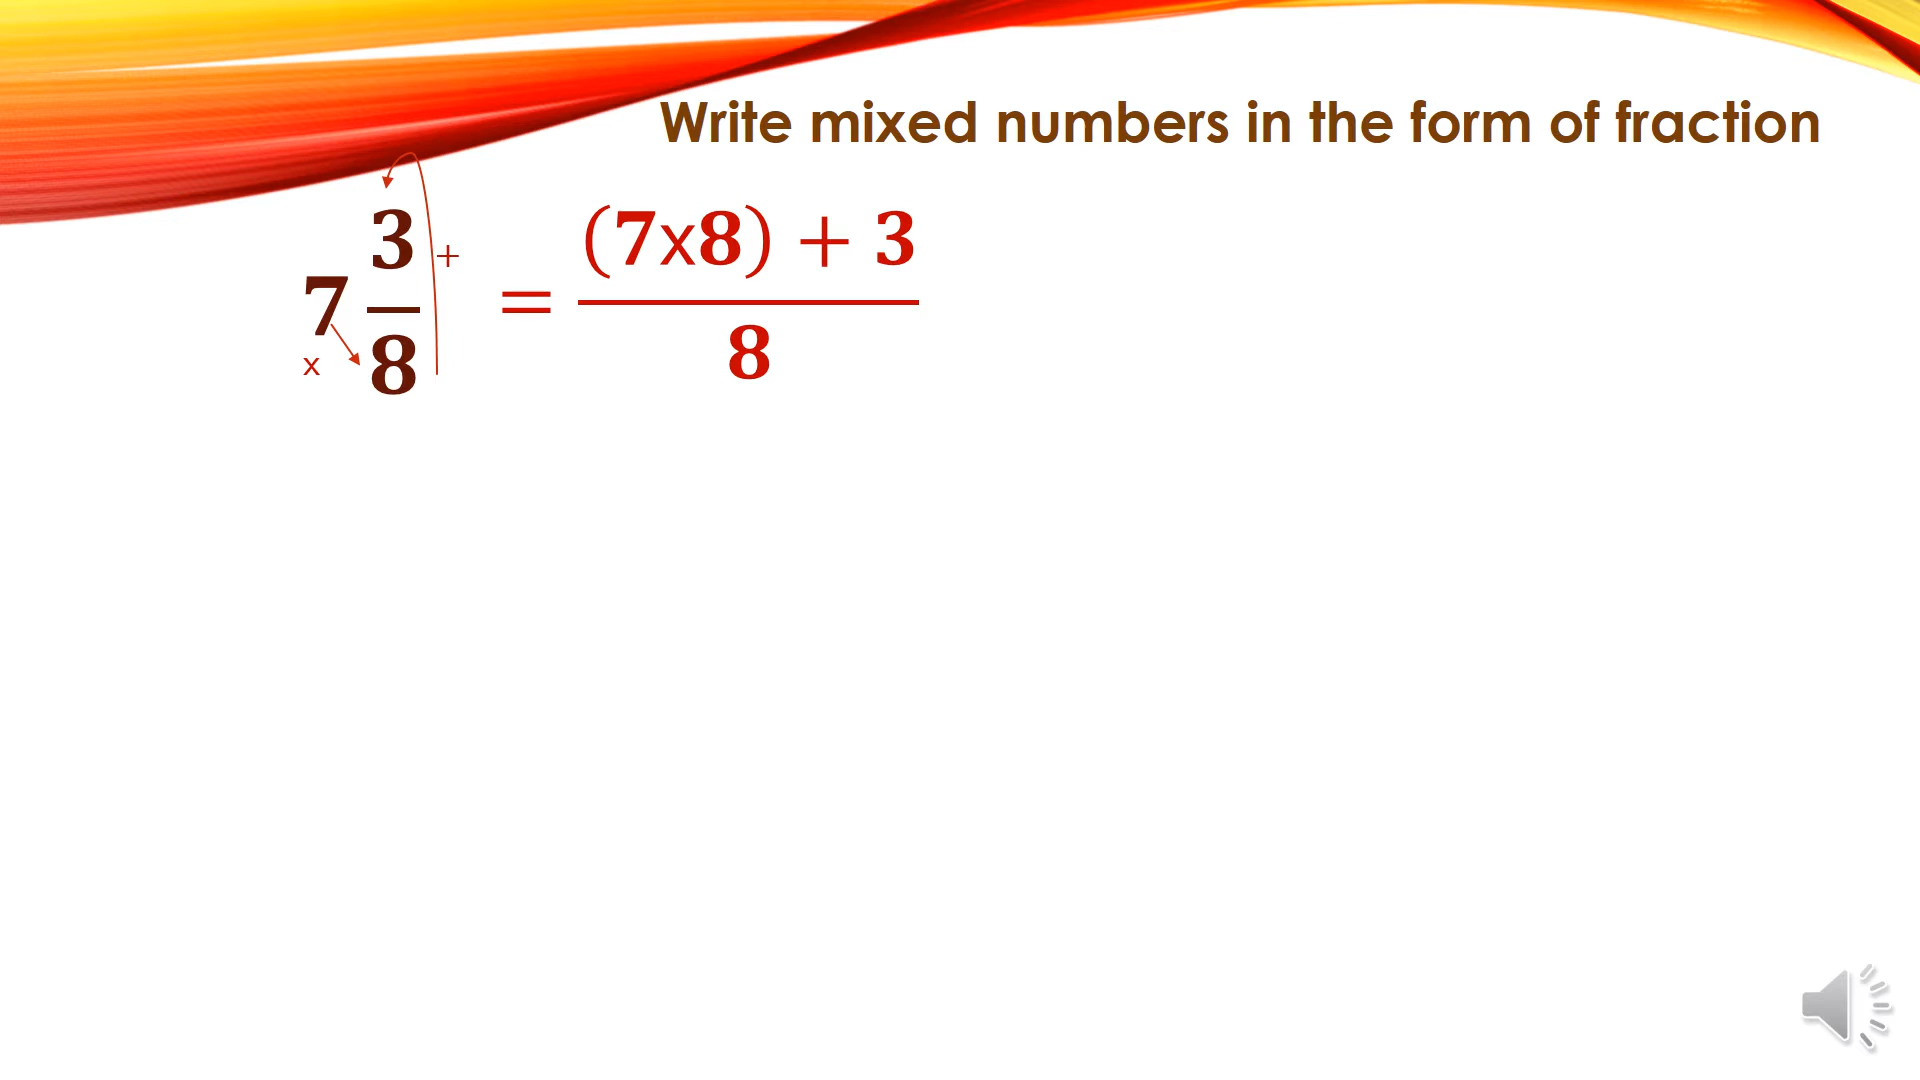 Write mixed numbers in the form of fraction
7 3/8 x + = (7x8) + 3 / 8